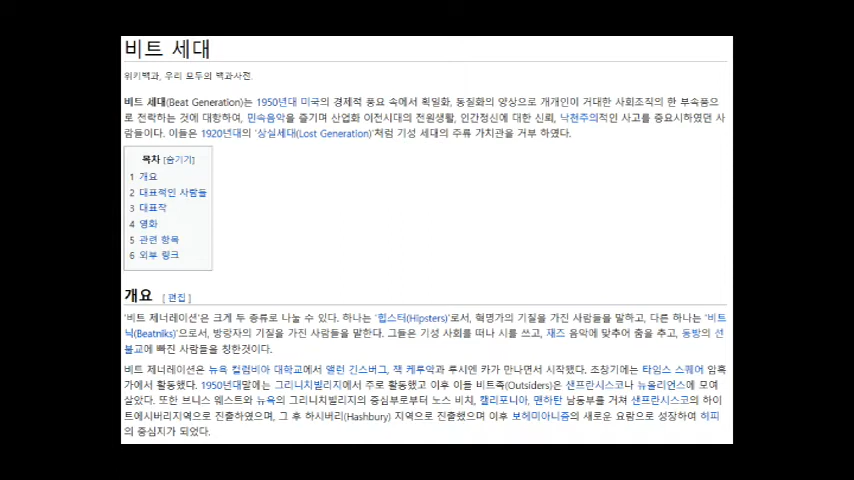 비트 세대
위키백과, 우리 모두의 백과사전.
비트 세대(Beat Generation)는 1950년대 미국의 경제적 풍요 속에서 획일화, 동질화의 양상으로 개개인이 거대한 사회조직의 한 부속품으
로 전락하는 것에 대항하여, 민속음악을 즐기며 산업화 이전시대의 전원생활, 인간정신에 대한 신뢰, 낙천주의적인 사고를 중요시하였던 사
람들이다. 이들은 1920년대의 '상실세대(Lost Generation)'처럼 기성 세대의 주류 가치관을 거부 하였다.
목차 [숨기기]
1 개요
2 대표적인 사람들
3 대표작
4 영화
5 관련 항목
6 외부 링크
개요 [ 편집 ]
'비트 제너레이션'은 크게 두 종류로 나눌 수 있다. 하나는 '힙스터(Hipsters)'로서, 혁명가의 기질을 가진 사람들을 말하고, 다른 하나는 '비트
닉(Beatniks)'으로서, 방랑자의 기질을 가진 사람들을 말한다. 그들은 기성 사회를 떠나 시를 쓰고, 재즈 음악에 맞추어 춤을 추고, 동방의 선
불교에 빠진 사람들을 칭한것이다.
비트 제너레이션은 뉴욕 컬럼비아 대학교에서 앨런 긴스버그, 잭 케루악과 루시엔 카가 만나면서 시작됐다. 초창기에는 타임스 스퀘어 암흑
가에서 활동했다. 1950년대말에는 그리니치빌리지에서 주로 활동했고 이후 이들 비트족(Outsiders)은 샌프란시스코나 뉴올리언스에 모여
살았다. 또한 브니스 웨스트와 뉴욕의 그리니치빌리지의 중심부로부터 노스 비치, 캘리포니아, 맨하탄 남동부를 거쳐 샌프란시스코의 하이
트에시버리지역으로 진출하였으며, 그 후 하시버리(Hashbury) 지역으로 진출했으며 이후 보헤미아니즘의 새로운 요람으로 성장하여 히피
의 중심지가 되었다.